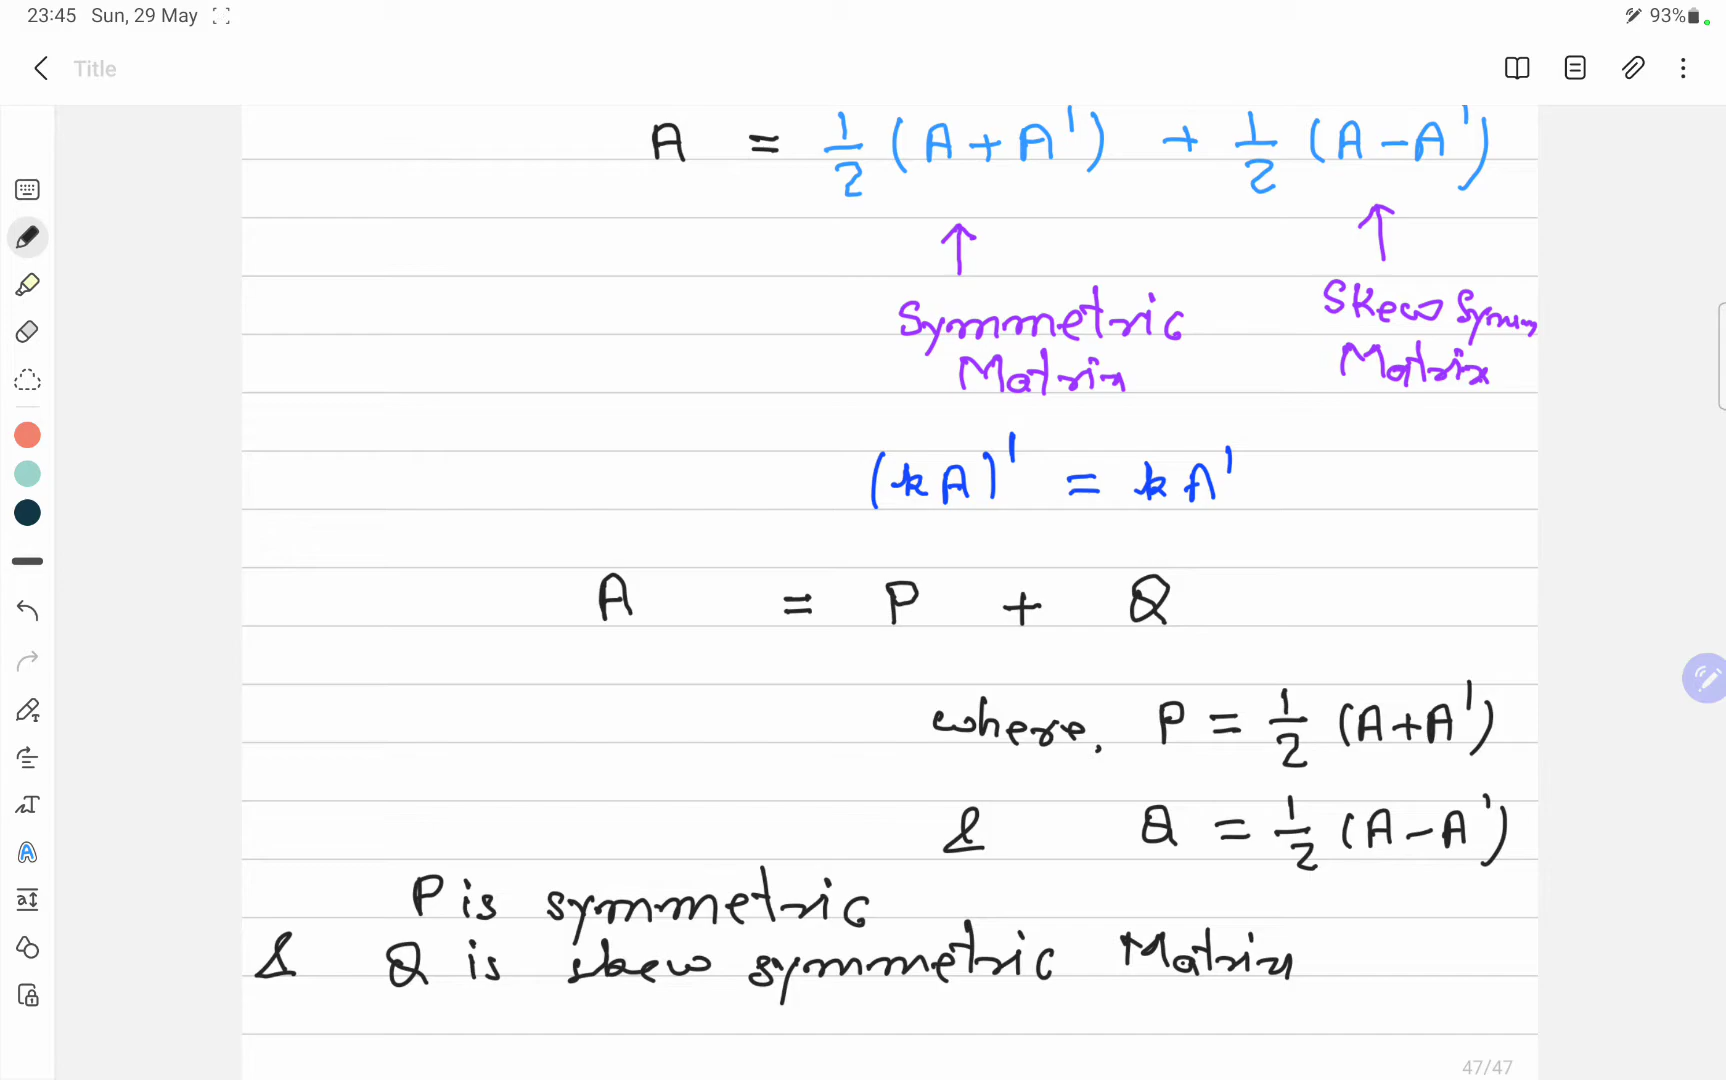 23:45 Sun, 29 May 93%
Title
A = 1/2 (A + A') + 1/2 (A - A')
↑ ↑
Symmetric Matrix
Skew Symm Matrix
(kA)' = kA'
A = P + Q
where, P = 1/2 (A+A')
& Q = 1/2 (A-A')
P is symmetric
& Q is skew symmetric Matrix
47/47